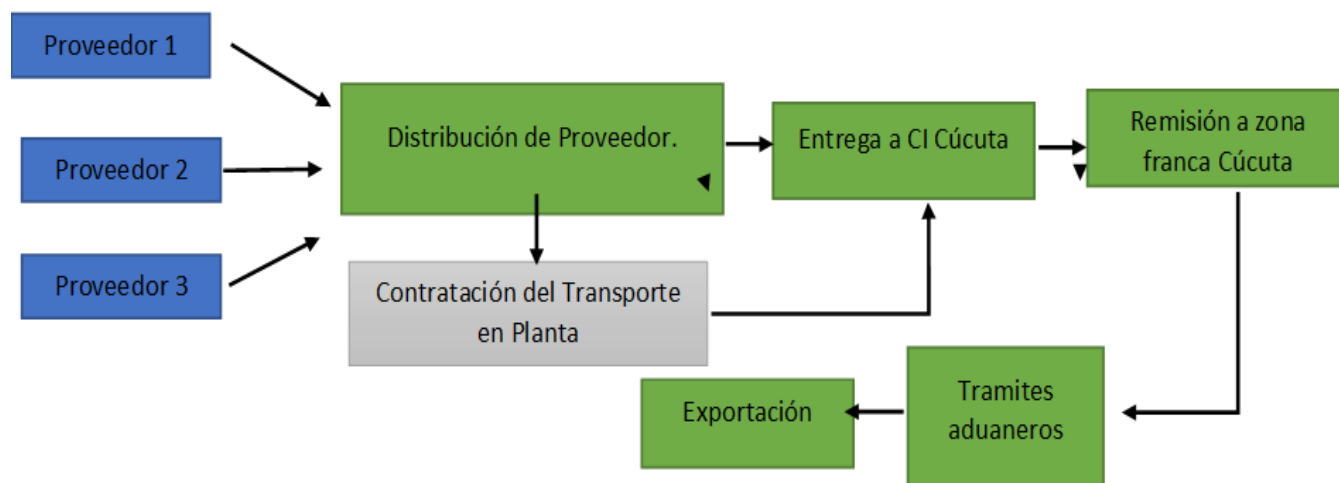 Proveedor 1
Proveedor 2
Proveedor 3
Distribución de Proveedor.
Entrega a CI Cúcuta
Remisión a zona
franca Cúcuta
Contratación del Transporte
en Planta
Exportación
Tramites
aduaneros